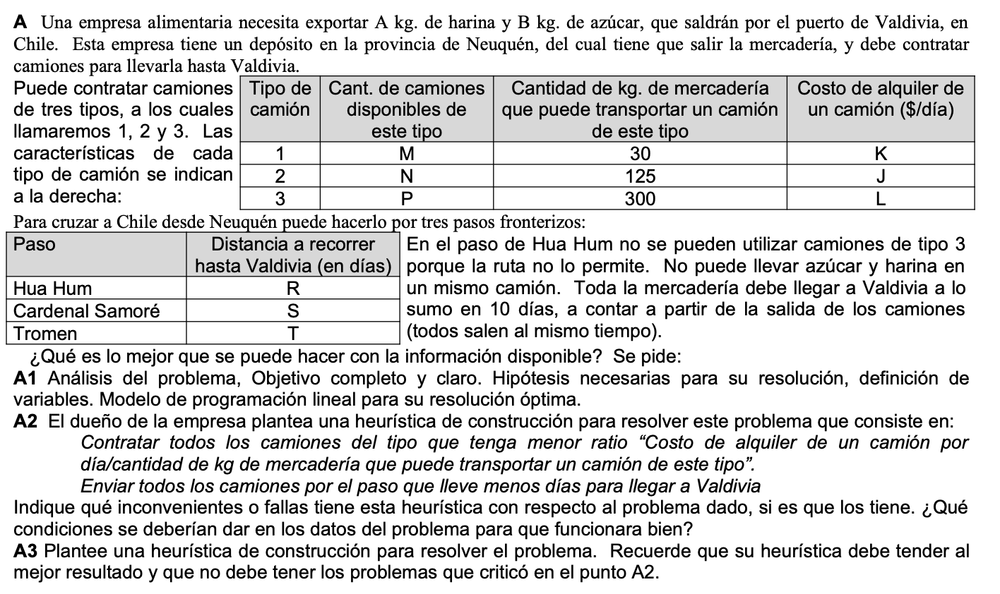 A Una empresa alimentaria necesita exportar A kg. de harina y B kg. de azúcar, que saldrán por el puerto de Valdivia, en
Chile. Esta empresa tiene un depósito en la provincia de Neuquén, del cual tiene que salir la mercadería, y debe contratar
camiones para llevarla hasta Valdivia.
Puede contratar camiones
de tres tipos, a los cuales
llamaremos 1, 2 y 3. Las
características de cada
tipo de camión se indican
a la derecha:
Tipo de Cant. de camiones Cantidad de kg. de mercadería Costo de alquiler de
camión disponibles de que puede transportar un camión un camión ($/día)
este tipo de este tipo
1 M 30 K
2 N 125 J
3 P 300 L
Para cruzar a Chile desde Neuquén puede hacerlo por tres pasos fronterizos:
Paso Distancia a recorrer
hasta Valdivia (en días)
Hua Hum R
Cardenal Samoré S
Tromen T
En el paso de Hua Hum no se pueden utilizar camiones de tipo 3
porque la ruta no lo permite. No puede llevar azúcar y harina en
un mismo camión. Toda la mercadería debe llegar a Valdivia a lo
sumo en 10 días, a contar a partir de la salida de los camiones
(todos salen al mismo tiempo).
¿Qué es lo mejor que se puede hacer con la información disponible? Se pide:
A1 Análisis del problema, Objetivo completo y claro. Hipótesis necesarias para su resolución, definición de
variables. Modelo de programación lineal para su resolución óptima.
A2 El dueño de la empresa plantea una heurística de construcción para resolver este problema que consiste en:
Contratar todos los camiones del tipo que tenga menor ratio “Costo de alquiler de un camión por
día/cantidad de kg de mercadería que puede transportar un camión de este tipo”.
Enviar todos los camiones por el paso que lleve menos días para llegar a Valdivia
Indique qué inconvenientes o fallas tiene esta heurística con respecto al problema dado, si es que los tiene. ¿Qué
condiciones se deberían dar en los datos del problema para que funcionara bien?
A3 Plantee una heurística de construcción para resolver el problema. Recuerde que su heurística debe tender al
mejor resultado y que no debe tener los problemas que criticó en el punto A2.